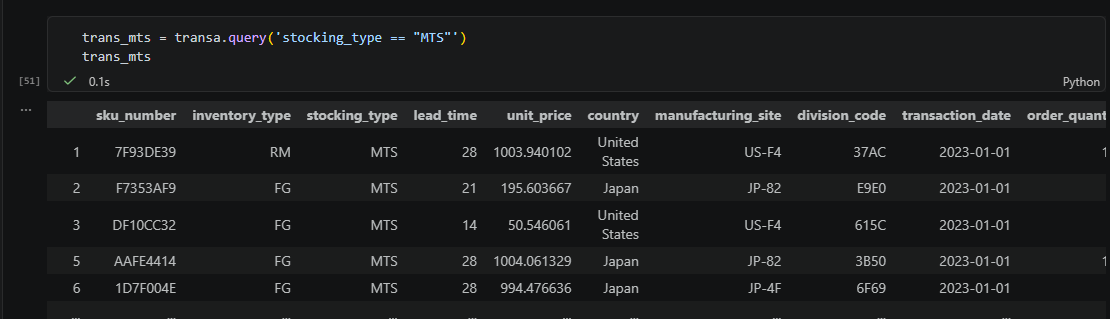 trans_mts = transa.query('stocking_type == "MTS"')
trans_mts
[51]
0.1s
Python
...
sku_number inventory_type stocking_type lead_time unit_price country manufacturing_site division_code transaction_date order_quant
1 7F93DE39 RM MTS 28 1003.940102 United States US-F4 37AC 2023-01-01 1
2 F7353AF9 FG MTS 21 195.603667 Japan JP-82 E9E0 2023-01-01
3 DF10CC32 FG MTS 14 50.546061 United States US-F4 615C 2023-01-01
5 AAFE4414 FG MTS 28 1004.061329 Japan JP-82 3B50 2023-01-01 1
6 1D7F004E FG MTS 28 994.476636 Japan JP-4F 6F69 2023-01-01
... ... ... ... ... ... ... ... ... ...